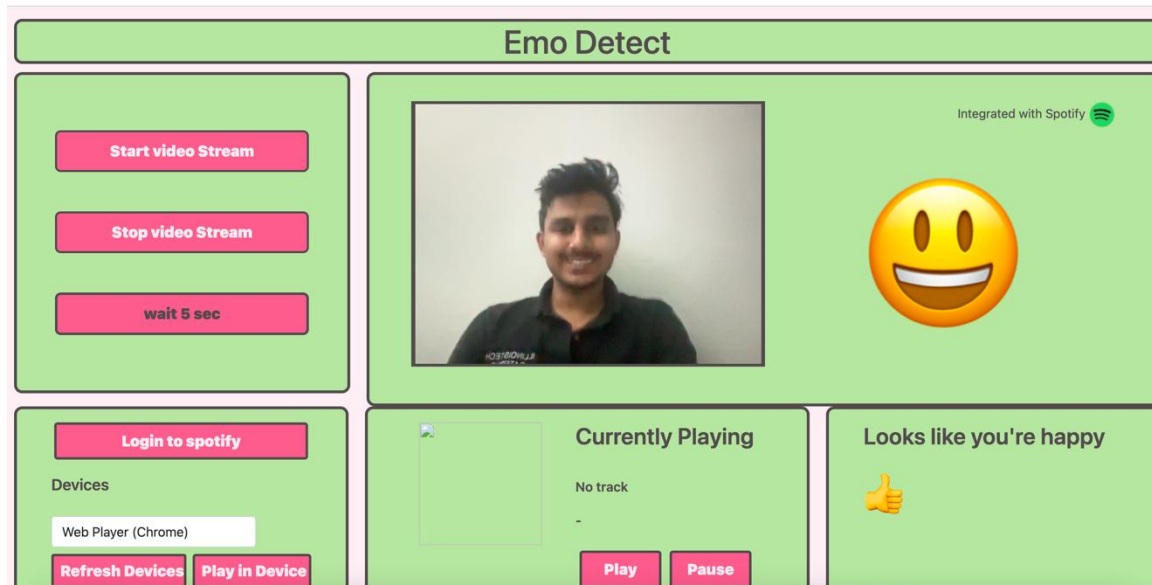 Emo Detect
Start video Stream
Stop video Stream
wait 5 sec
Integrated with Spotify
ILLINOISTECH
Login to spotify
Devices
Web Player (Chrome)
Refresh Devices
Play in Device
Currently Playing
No track
-
Play
Pause
Looks like you're happy